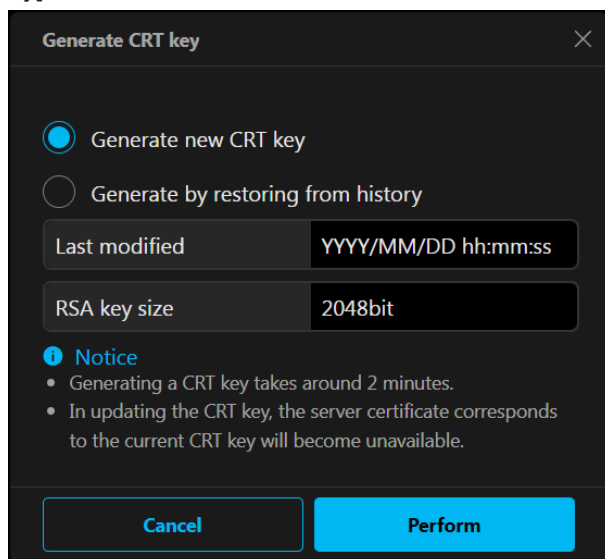 Generate CRT key
Generate new CRT key
Generate by restoring from history
Last modified YYYY/MM/DD hh:mm:ss
RSA key size 2048bit
Notice
• Generating a CRT key takes around 2 minutes.
• In updating the CRT key, the server certificate corresponds
to the current CRT key will become unavailable.
Cancel Perform